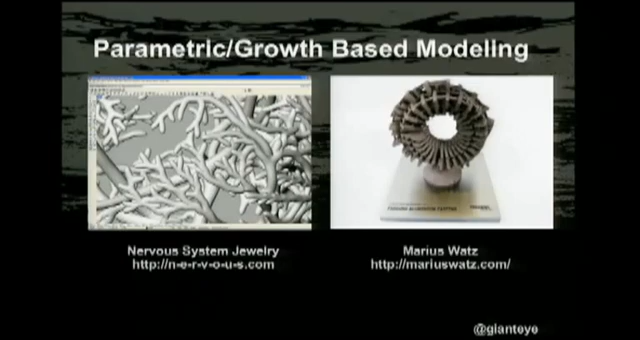 Parametric/Growth Based Modeling
Nervous System Jewelry
http://n-e-r-v-o-u-s.com
Marius Watz
http://mariuswatz.com/
@gianteye